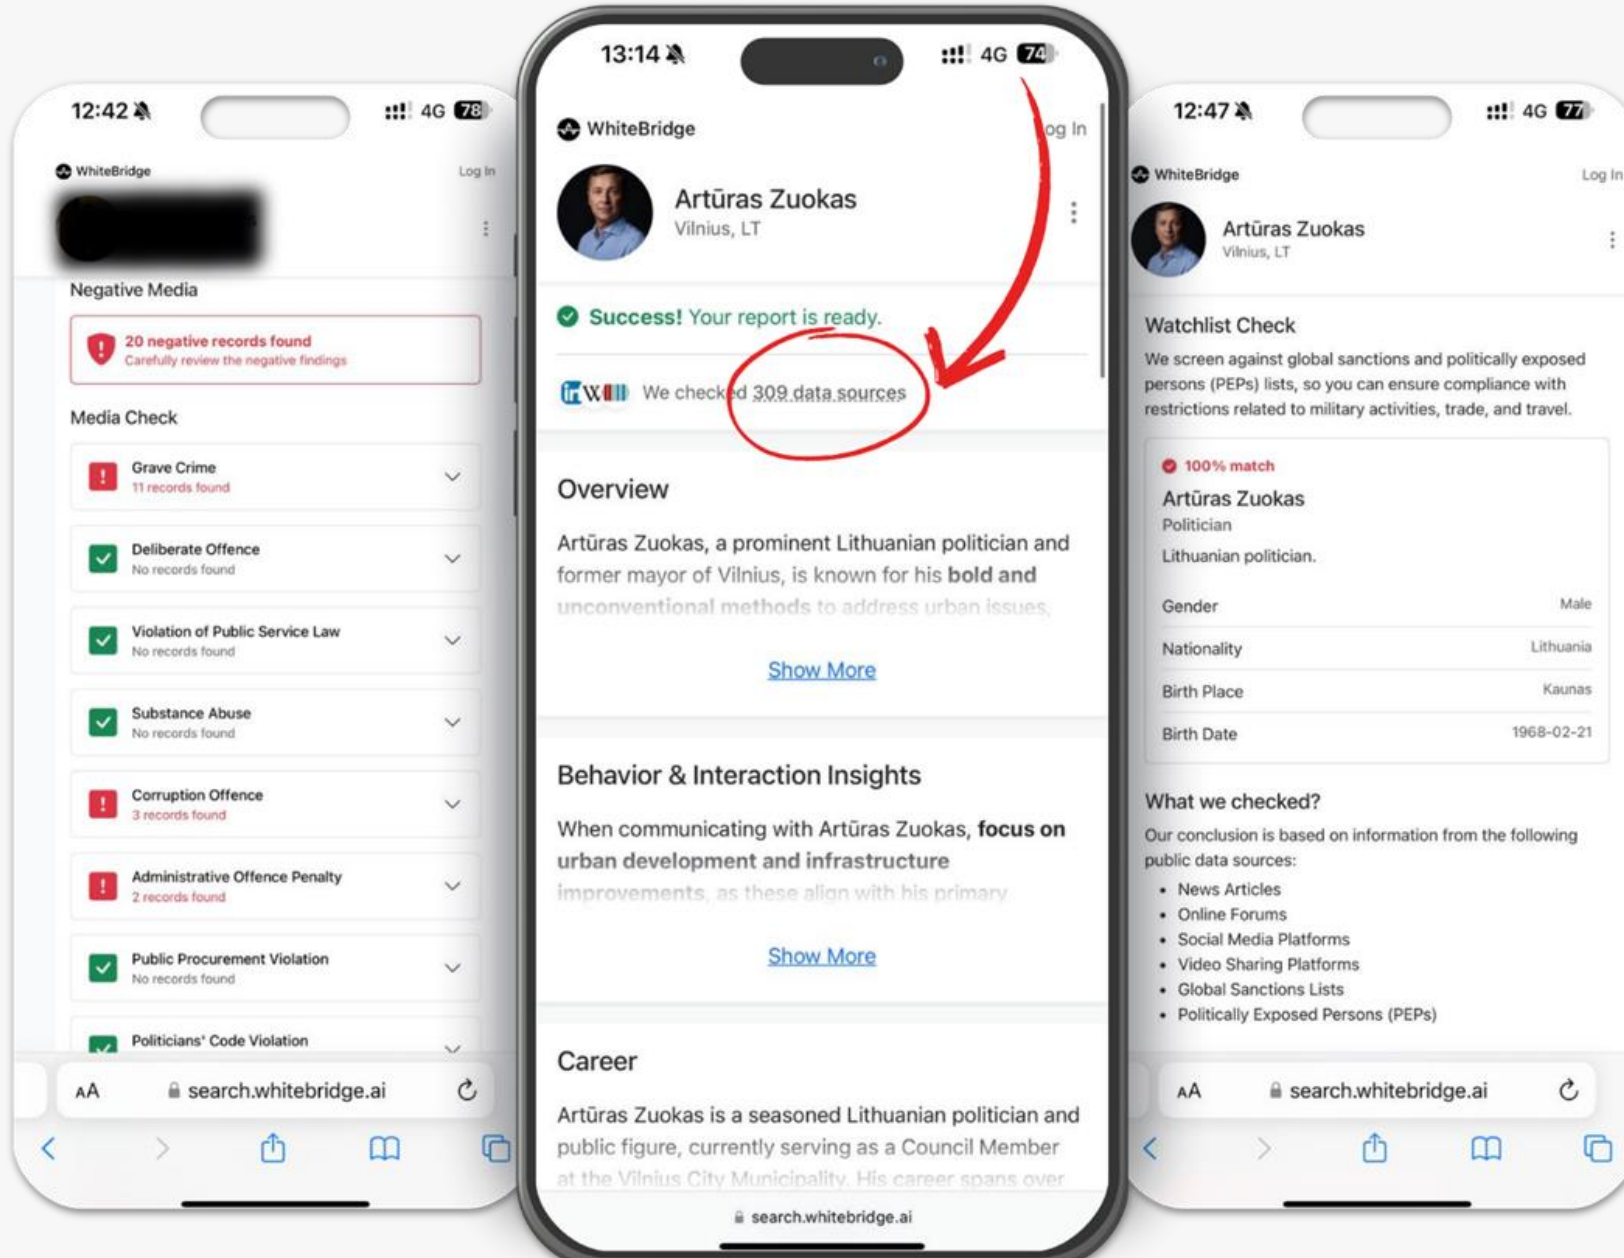 12:42
4G 78
WhiteBridge
Log In
Negative Media
20 negative records found
Carefully review the negative findings
Media Check
Grave Crime
11 records found
Deliberate Offence
No records found
Violation of Public Service Law
No records found
Substance Abuse
No records found
Corruption Offence
3 records found
Administrative Offence Penalty
2 records found
Public Procurement Violation
No records found
Politicians' Code Violation
AA
search.whitebridge.ai
13:14
4G 74
WhiteBridge
og In
Artūras Zuokas
Vilnius, LT
Success! Your report is ready.
in W
We checked 309 data sources
Overview
Artūras Zuokas, a prominent Lithuanian politician and
former mayor of Vilnius, is known for his bold and
unconventional methods to address urban issues,
Show More
Behavior & Interaction Insights
When communicating with Artūras Zuokas, focus on
urban development and infrastructure
improvements, as these align with his primary
Show More
Career
Artūras Zuokas is a seasoned Lithuanian politician and
public figure, currently serving as a Council Member
at the Vilnius City Municipality. His career spans over
search.whitebridge.ai
12:47
4G 77
WhiteBridge
Log In
Artūras Zuokas
Vilnius, LT
Watchlist Check
We screen against global sanctions and politically exposed
persons (PEPs) lists, so you can ensure compliance with
restrictions related to military activities, trade, and travel.
100% match
Artūras Zuokas
Politician
Lithuanian politician.
Gender Male
Nationality Lithuania
Birth Place Kaunas
Birth Date 1968-02-21
What we checked?
Our conclusion is based on information from the following
public data sources:
• News Articles
• Online Forums
• Social Media Platforms
• Video Sharing Platforms
• Global Sanctions Lists
• Politically Exposed Persons (PEPs)
AA
search.whitebridge.ai